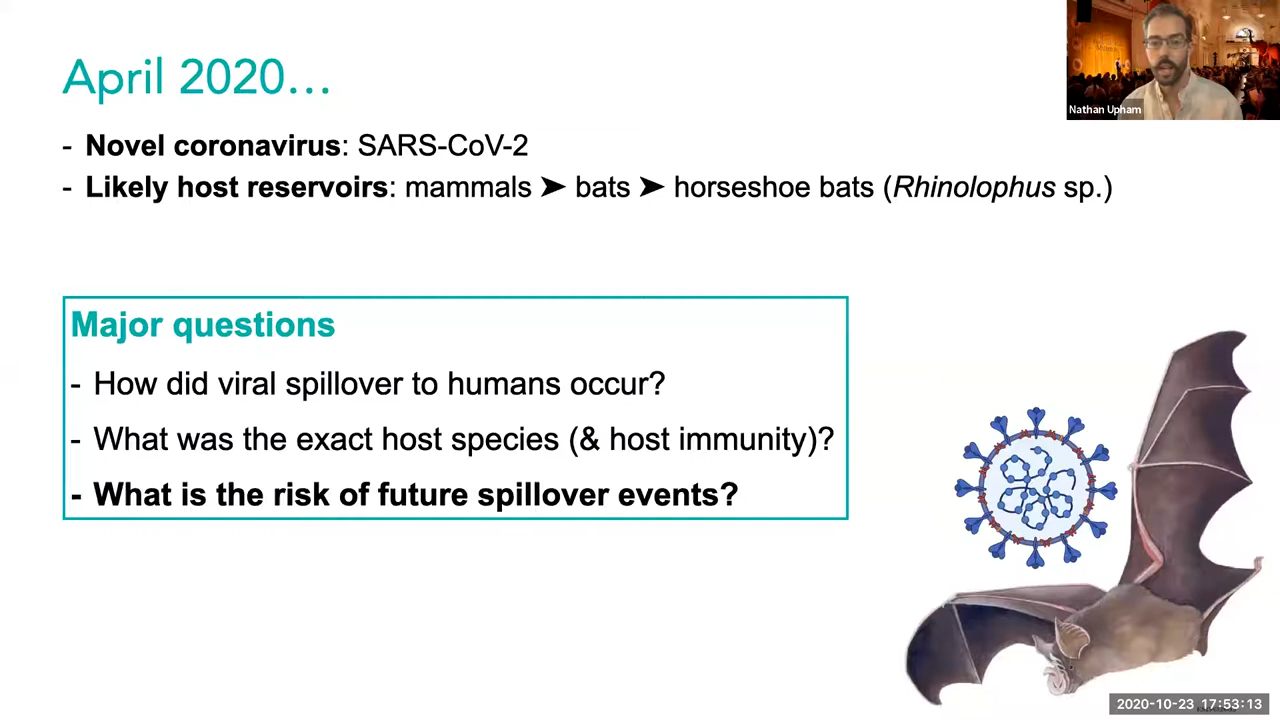 April 2020…
Nathan Upham
- Novel coronavirus: SARS-CoV-2
- Likely host reservoirs: mammals ➤ bats ➤ horseshoe bats (Rhinolophus sp.)
Major questions
- How did viral spillover to humans occur?
- What was the exact host species (& host immunity)?
- What is the risk of future spillover events?
2020-10-23 17:53:13